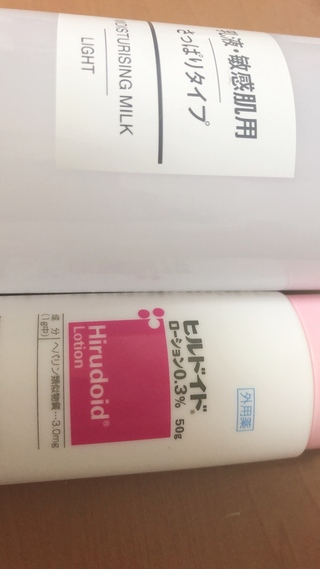 乳液・敏感肌用
さっぱりタイプ
MOISTURISING MILK
LIGHT
外用薬
ヒルドイド®
ローション0.3% 50g
Hirudoid®
Lotion
成分 ヘパリン類似物質…3.0mg
(1g中)